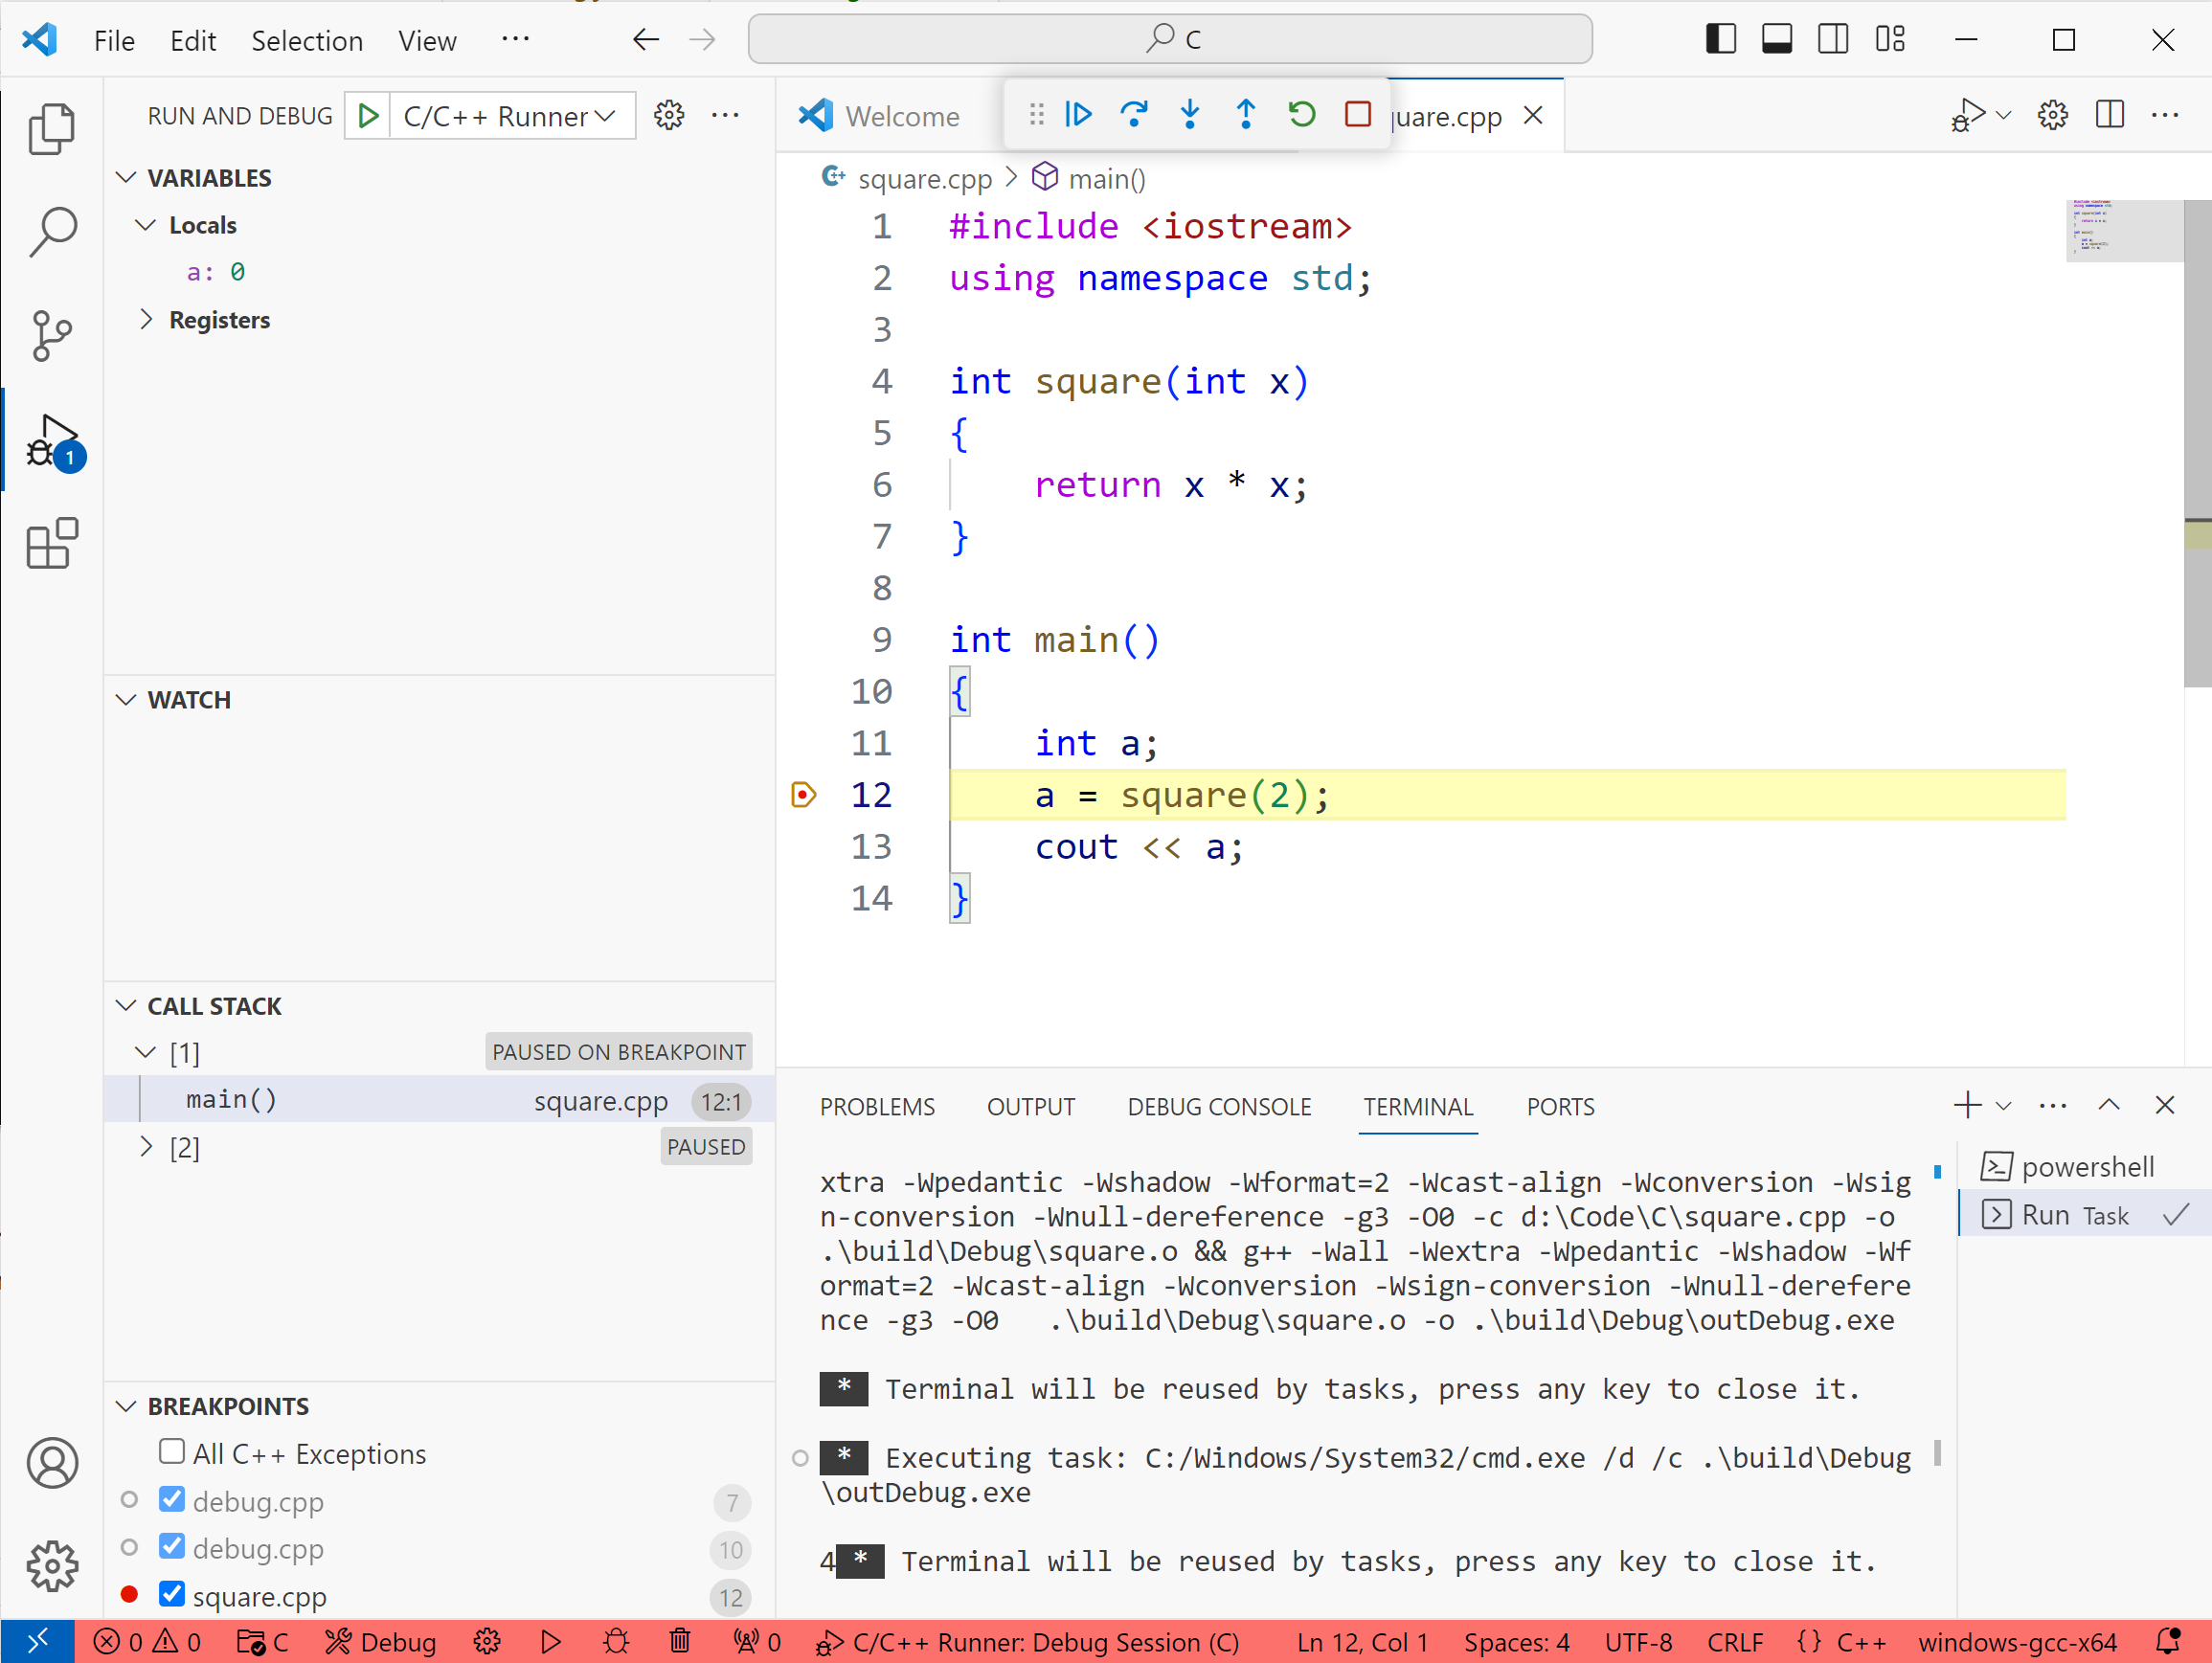 File Edit Selection View ···
C
RUN AND DEBUG C/C++ Runner ···
VARIABLES
Locals
a: 0
Registers
WATCH
CALL STACK
[1] PAUSED ON BREAKPOINT
main() square.cpp 12:1
[2] PAUSED
BREAKPOINTS
All C++ Exceptions
debug.cpp 7
debug.cpp 10
square.cpp 12
Welcome
uare.cpp
square.cpp > main()
1 #include <iostream>
2 using namespace std;
3
4 int square(int x)
5 {
6 return x * x;
7 }
8
9 int main()
10 {
11 int a;
12 a = square(2);
13 cout << a;
14 }
PROBLEMS OUTPUT DEBUG CONSOLE TERMINAL PORTS
xtra -Wpedantic -Wshadow -Wformat=2 -Wcast-align -Wconversion -Wsig
n-conversion -Wnull-dereference -g3 -O0 -c d:\Code\C\square.cpp -o
.\build\Debug\square.o && g++ -Wall -Wextra -Wpedantic -Wshadow -Wf
ormat=2 -Wcast-align -Wconversion -Wsign-conversion -Wnull-derefere
nce -g3 -O0 .\build\Debug\square.o -o .\build\Debug\outDebug.exe
* Terminal will be reused by tasks, press any key to close it.
* Executing task: C:/Windows/System32/cmd.exe /d /c .\build\Debug
\outDebug.exe
4 * Terminal will be reused by tasks, press any key to close it.
powershell
Run Task
1
0 0 C Debug 0 C/C++ Runner: Debug Session (C) Ln 12, Col 1 Spaces: 4 UTF-8 CRLF {} C++ windows-gcc-x64